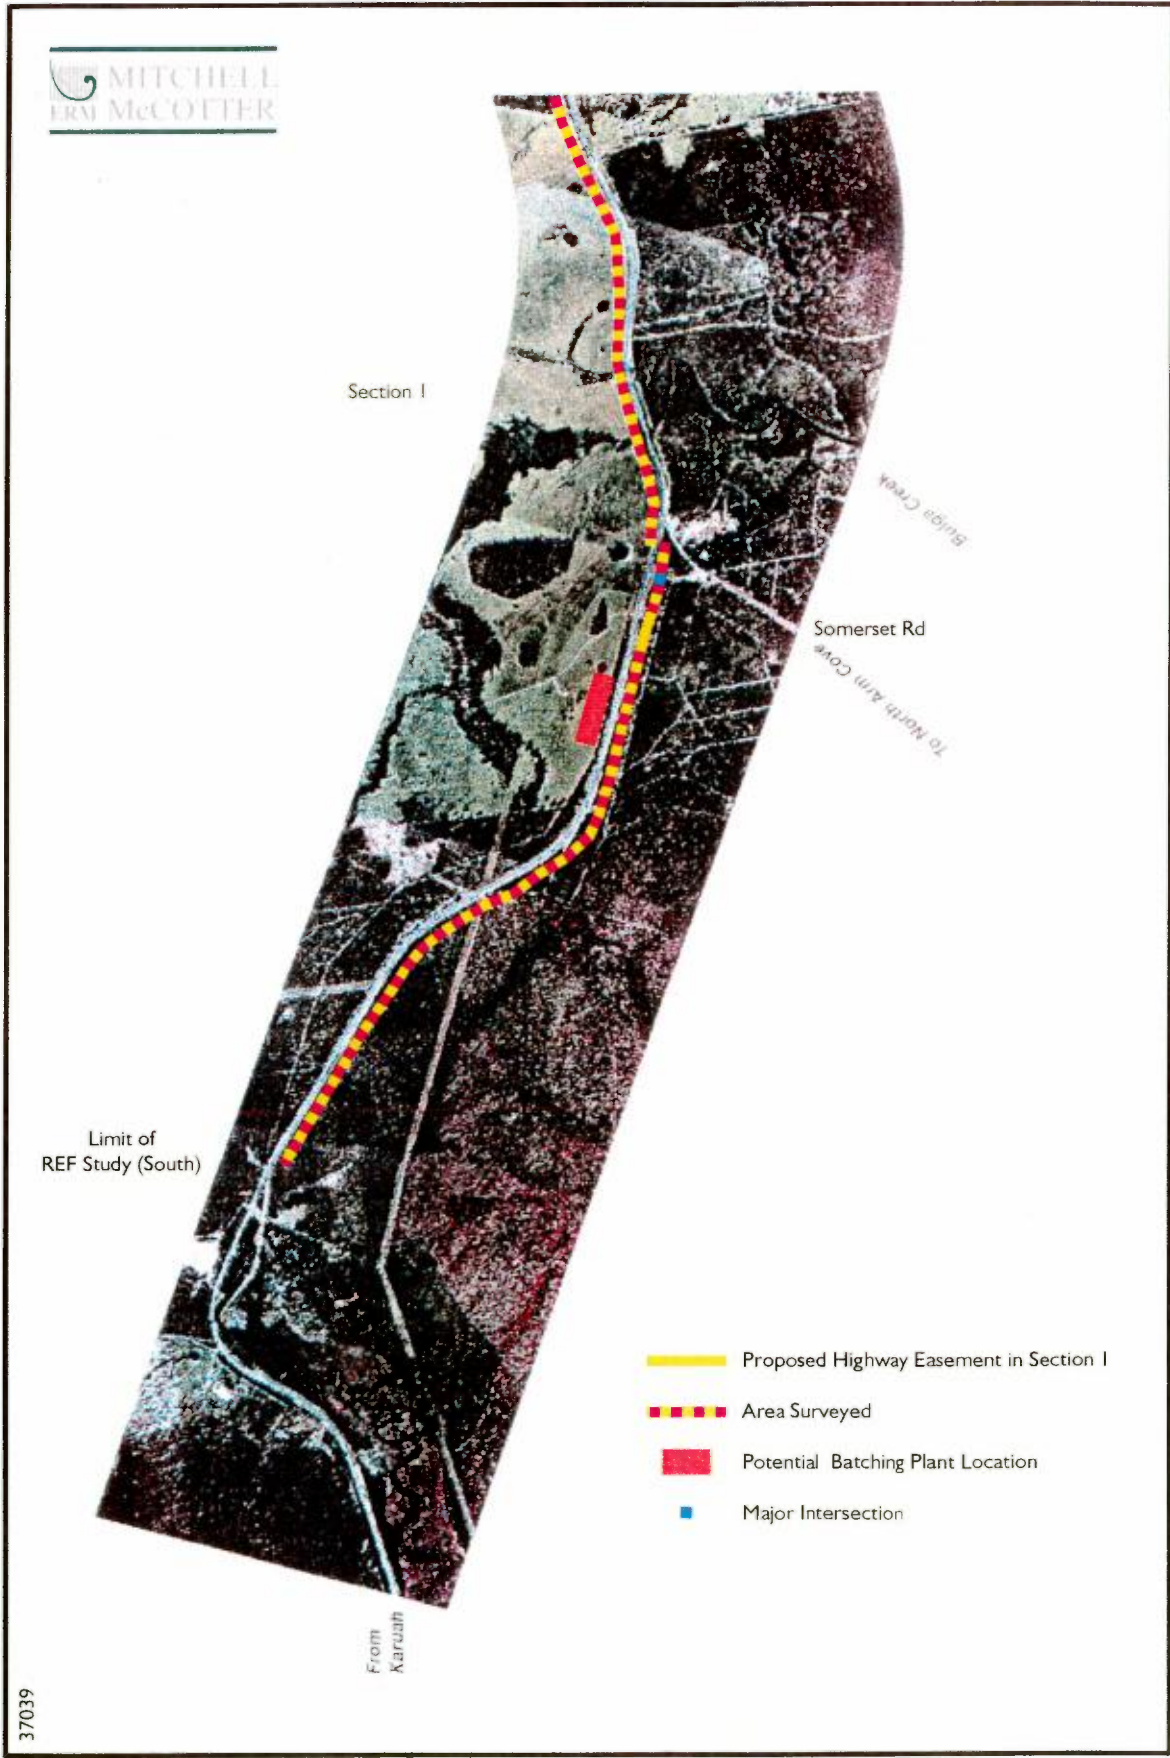 MITCHELL
ERM McCOTTER
Section 1
Bulga Creek
Somerset Rd
To North Arm Cove
Limit of
REF Study (South)
Proposed Highway Easement in Section 1
Area Surveyed
Potential Batching Plant Location
Major Intersection
From
Karuah
37039